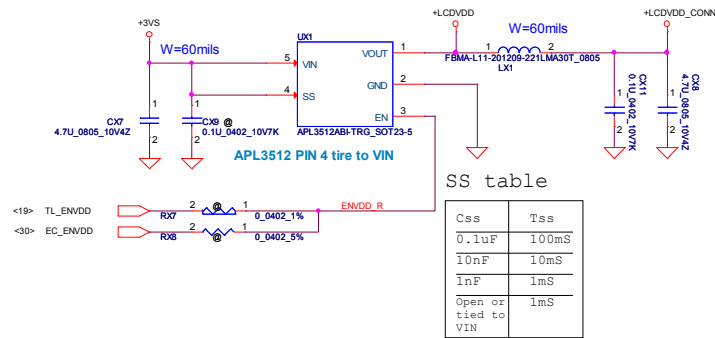 +3VS
+LCDVDD
+LCDVDD_CONN
W=60mils
W=60mils
UX1
5
VIN
VOUT
1
1
2
FBMA-L11-201209-221LMA30T_0805
LX1
4
SS
GND
2
EN
3
APL3512ABI-TRG_SOT23-5
1
CX7
4.7U_0805_10V4Z
2
1
CX9 @
0.1U_0402_10V7K
2
1
CX11
0.1U_0402_10V7K
2
1
CX8
4.7U_0805_10V4Z
2
APL3512 PIN 4 tire to VIN
<19> TL_ENVDD
2
@
1
RX7
0_0402_1%
ENVDD_R
<30> EC_ENVDD
2
@
1
RX8
0_0402_5%
SS table
Css Tss
0.1uF 100mS
10nF 10mS
1nF 1mS
Open or 1mS
tied to
VIN